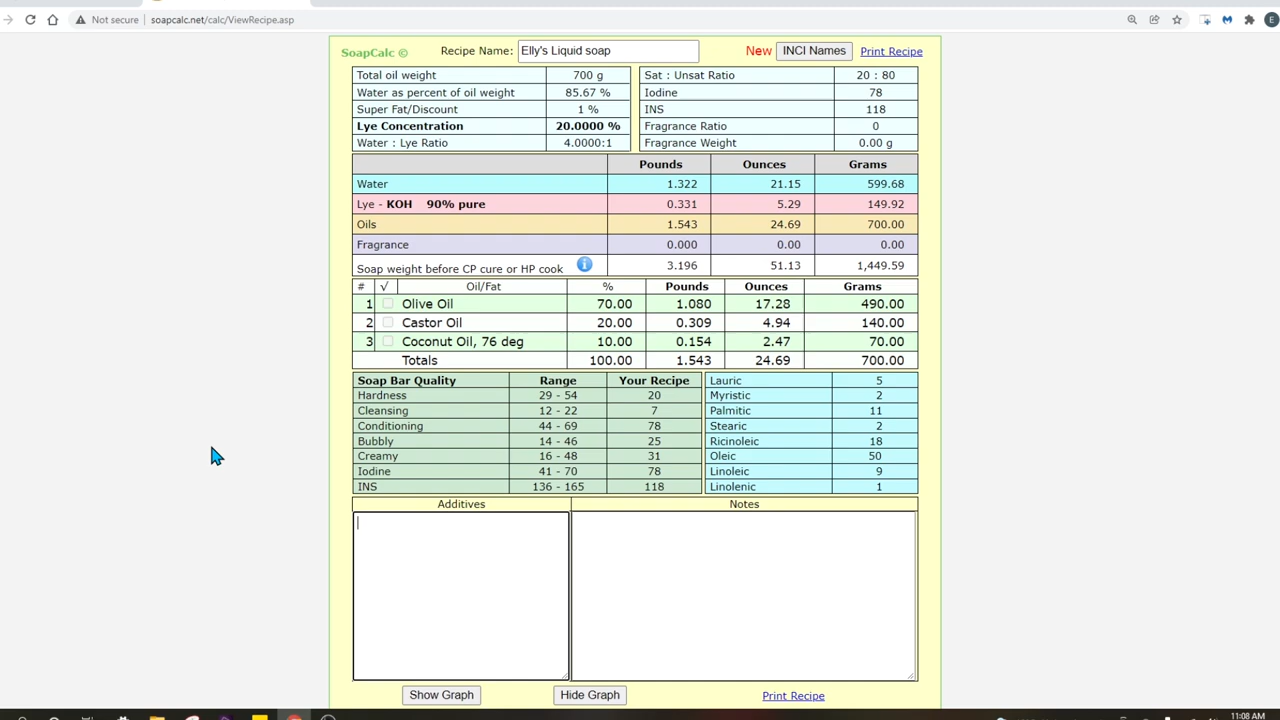 Not secure soapcalc.net/calc/ViewRecipe.asp
E
SoapCalc © Recipe Name: Elly's Liquid soap New INCI Names Print Recipe
Total oil weight 700 g Sat : Unsat Ratio 20 : 80
Water as percent of oil weight 85.67 % Iodine 78
Super Fat/Discount 1 % INS 118
Lye Concentration 20.0000 % Fragrance Ratio 0
Water : Lye Ratio 4.0000:1 Fragrance Weight 0.00 g
Pounds Ounces Grams
Water 1.322 21.15 599.68
Lye - KOH 90% pure 0.331 5.29 149.92
Oils 1.543 24.69 700.00
Fragrance 0.000 0.00 0.00
Soap weight before CP cure or HP cook i 3.196 51.13 1,449.59
# √ Oil/Fat % Pounds Ounces Grams
1 Olive Oil 70.00 1.080 17.28 490.00
2 Castor Oil 20.00 0.309 4.94 140.00
3 Coconut Oil, 76 deg 10.00 0.154 2.47 70.00
Totals 100.00 1.543 24.69 700.00
Soap Bar Quality Range Your Recipe Lauric 5
Hardness 29 - 54 20 Myristic 2
Cleansing 12 - 22 7 Palmitic 11
Conditioning 44 - 69 78 Stearic 2
Bubbly 14 - 46 25 Ricinoleic 18
Creamy 16 - 48 31 Oleic 50
Iodine 41 - 70 78 Linoleic 9
INS 136 - 165 118 Linolenic 1
Additives Notes
Show Graph Hide Graph Print Recipe
11:08 AM